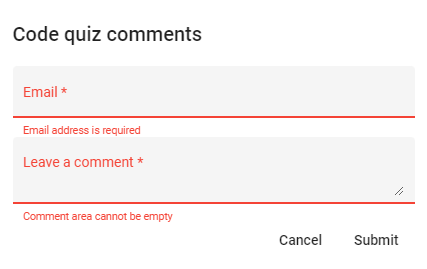 Code quiz comments
Email *
Email address is required
Leave a comment *
Comment area cannot be empty
Cancel Submit